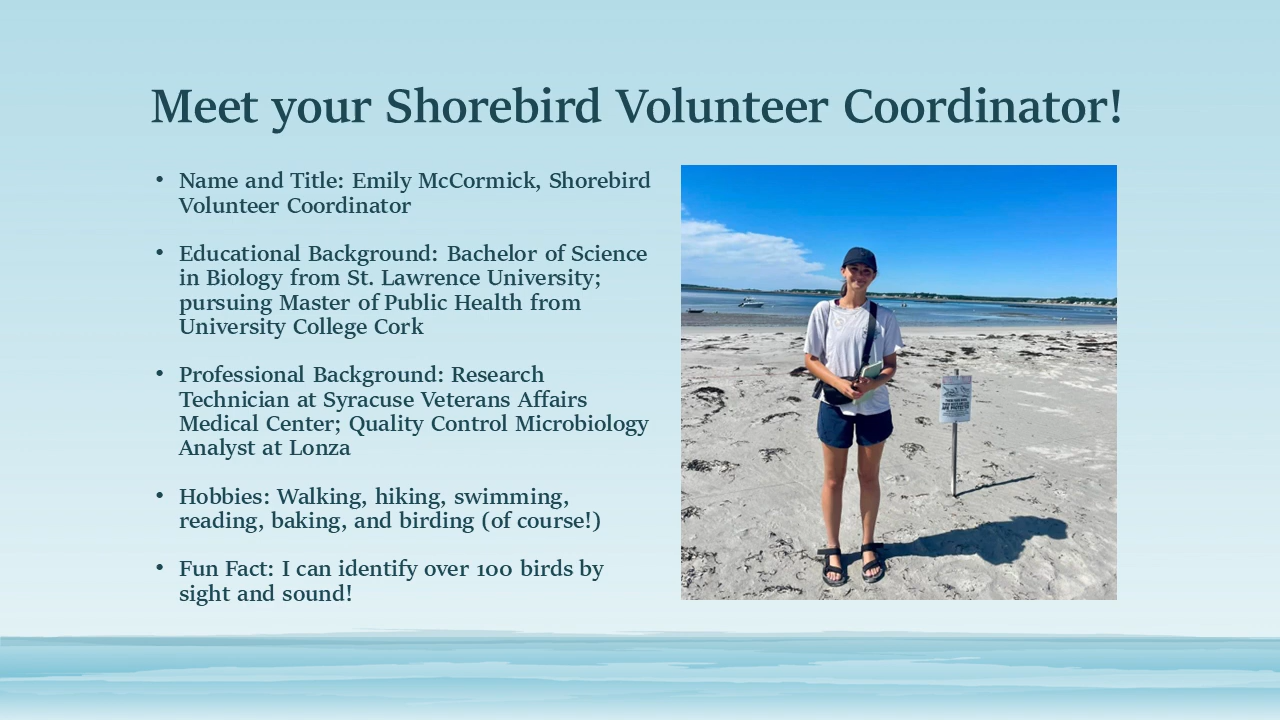 Meet your Shorebird Volunteer Coordinator!
• Name and Title: Emily McCormick, Shorebird
Volunteer Coordinator
• Educational Background: Bachelor of Science
in Biology from St. Lawrence University;
pursuing Master of Public Health from
University College Cork
• Professional Background: Research
Technician at Syracuse Veterans Affairs
Medical Center; Quality Control Microbiology
Analyst at Lonza
• Hobbies: Walking, hiking, swimming,
reading, baking, and birding (of course!)
• Fun Fact: I can identify over 100 birds by
sight and sound!
ARE PROTECTED